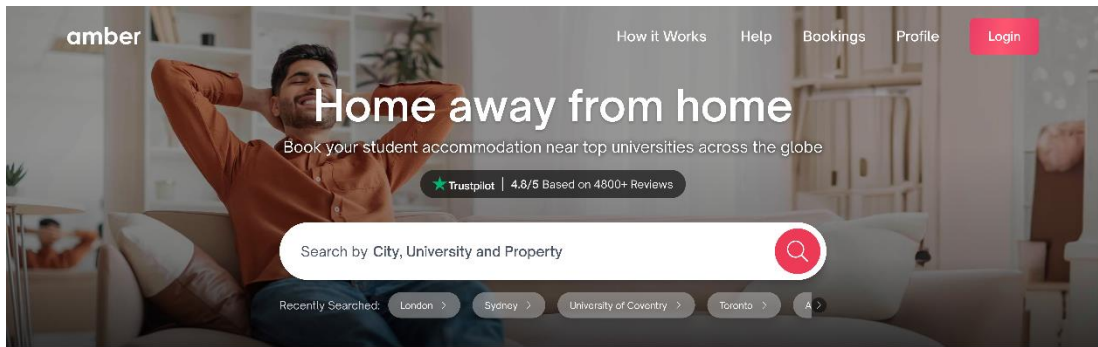 amber
How it Works Help Bookings Profile Login
Home away from home
Book your student accommodation near top universities across the globe
Trustpilot | 4.8/5 Based on 4800+ Reviews
Search by City, University and Property
Recently Searched: London > Sydney > University of Coventry > Toronto > A >